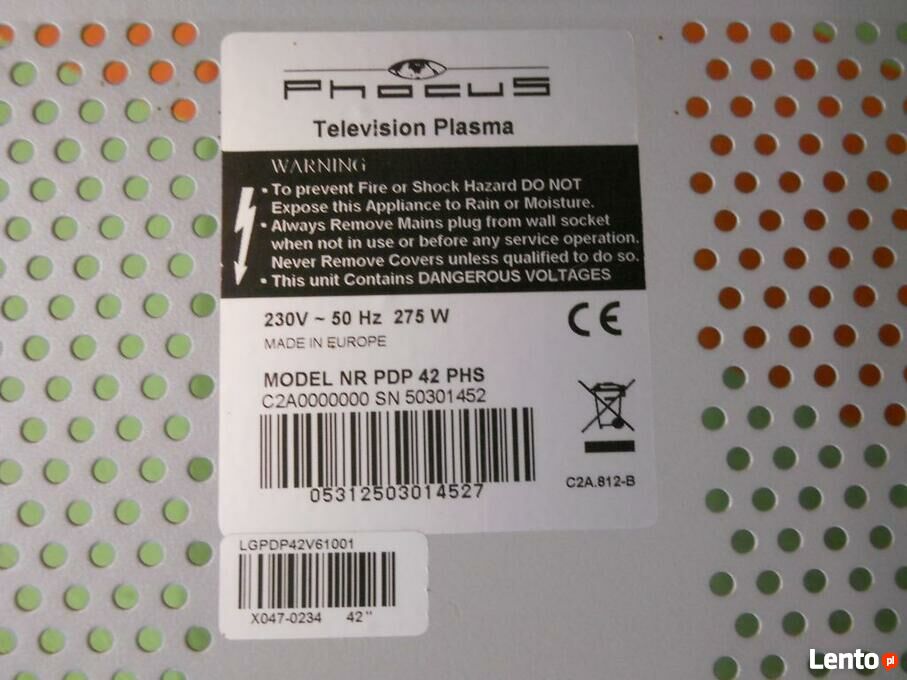 Phocus
Television Plasma
WARNING
• To prevent Fire or Shock Hazard DO NOT
Expose this Appliance to Rain or Moisture.
• Always Remove Mains plug from wall socket
when not in use or before any service operation.
Never Remove Covers unless qualified to do so.
• This unit Contains DANGEROUS VOLTAGES
230V ~ 50 Hz 275 W
CE
MADE IN EUROPE
MODEL NR PDP 42 PHS
C2A0000000 SN 50301452
05312503014527
C2A.812-B
LGPDP42V61001
X047-0234 42"
Lento pl